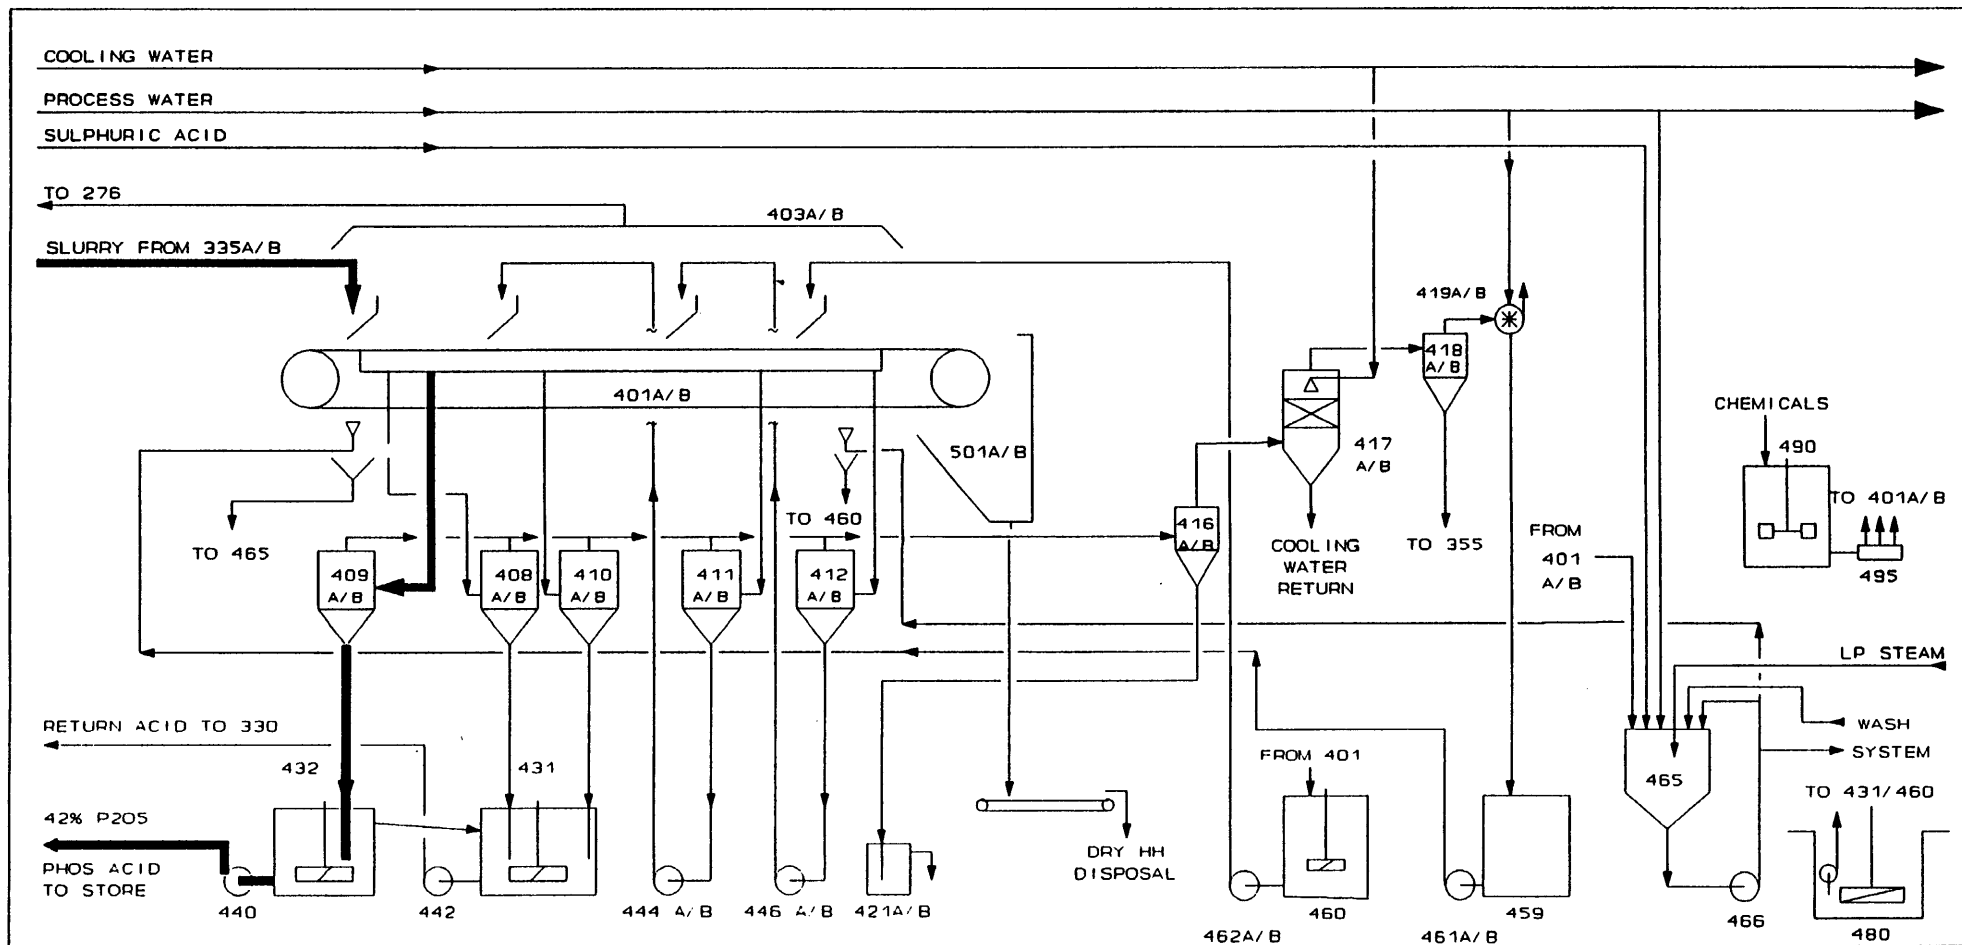 COOLING WATER
PROCESS WATER
SULPHURIC ACID
TO 276
403A/B
SLURRY FROM 335A/B
419A/B
418
A/B
401A/B
CHEMICALS
417
A/B
501A/B
490
TO 401A/B
TO 460
416
A/B
FROM
401
A/B
TO 465
COOLING
WATER
RETURN
TO 355
495
409
A/B
408
A/B
410
A/B
411
A/B
412
A/B
LP STEAM
RETURN ACID TO 330
WASH
SYSTEM
432
431
FROM 401
465
TO 431/460
42% P2O5
PHOS ACID
TO STORE
DRY HH
DISPOSAL
440
442
444 A/B
446 A/B
421A/B
460
459
466
462A/B
461A/B
480